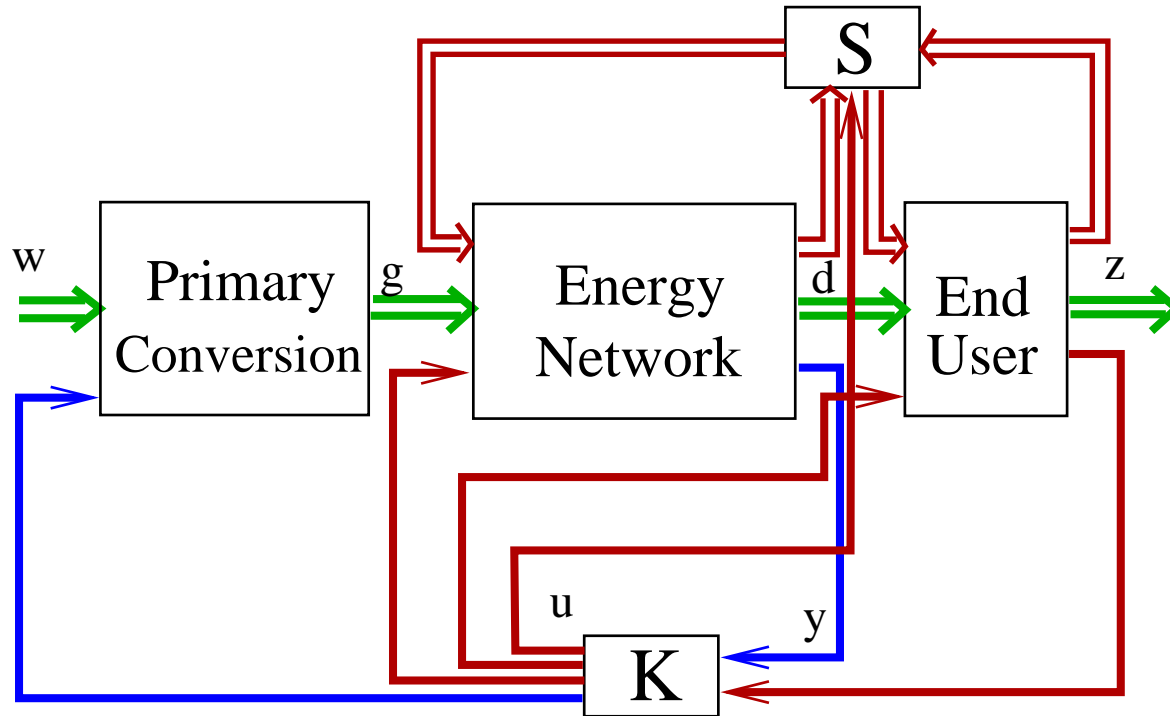 S
w
Primary
Conversion
g
Energy
Network
d
End
User
z
u
y
K